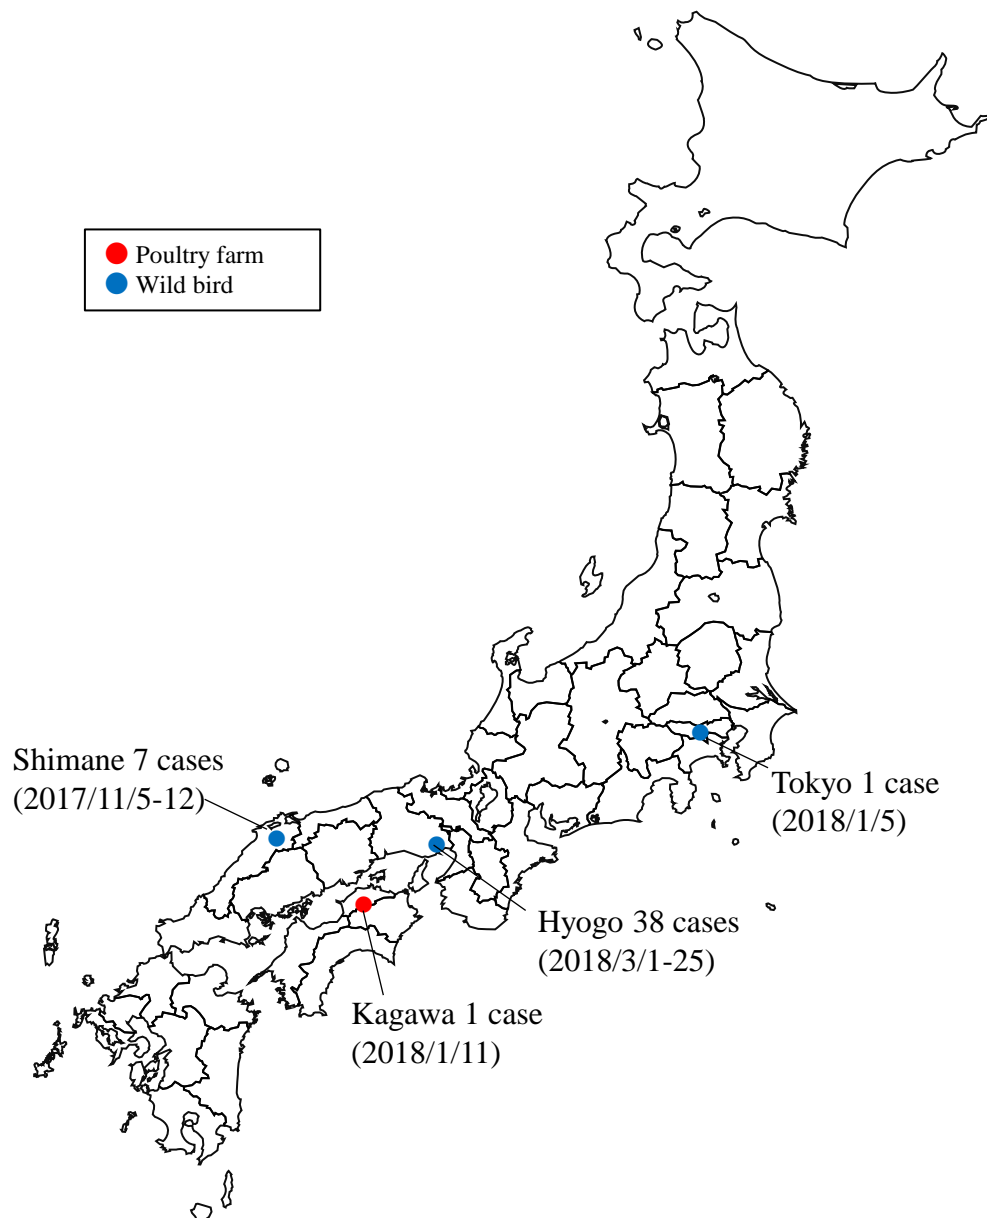 Poultry farm
Wild bird
Shimane 7 cases
(2017/11/5-12)
Tokyo 1 case
(2018/1/5)
Hyogo 38 cases
(2018/3/1-25)
Kagawa 1 case
(2018/1/11)